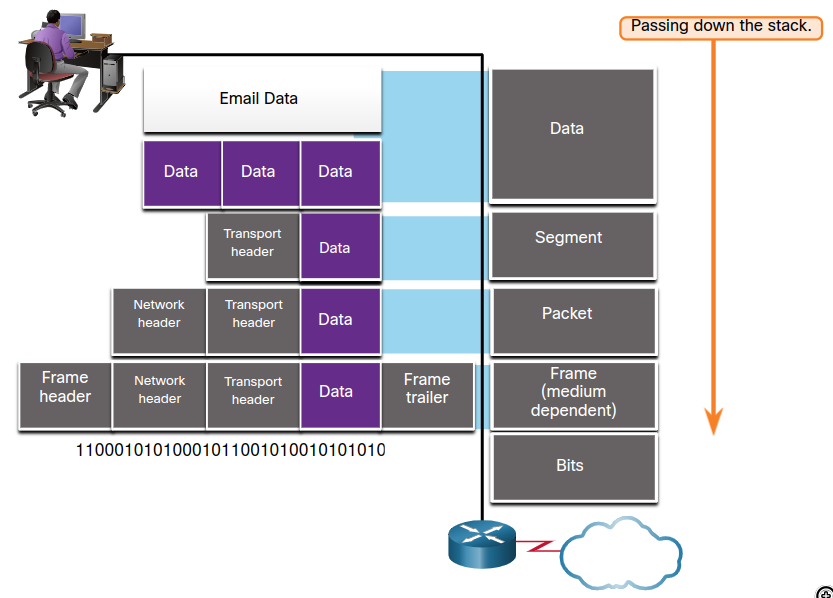 Passing down the stack.
Email Data
Data
Data
Data
Data
Transport
header
Data
Segment
Network
header
Transport
header
Data
Packet
Frame
header
Network
header
Transport
header
Data
Frame
trailer
Frame
(medium
dependent)
1100010101000101100101001010101010
Bits